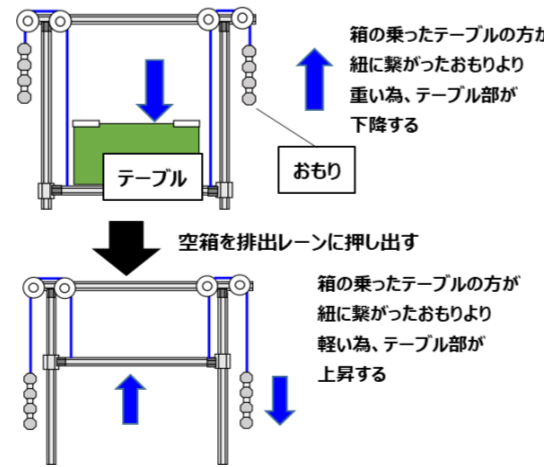 箱の乗ったテーブルの方が
紐に繋がったおもりより
重い為、テーブル部が
下降する
テーブル
おもり
空箱を排出レーンに押し出す
箱の乗ったテーブルの方が
紐に繋がったおもりより
軽い為、テーブル部が
上昇する